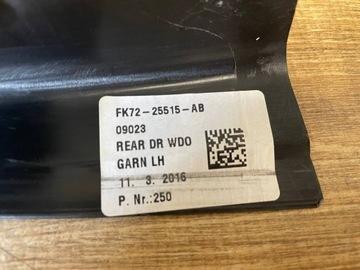 FK72-25515-AB
09023
REAR DR WDO
GARN LH
11. 3. 2016
P. Nr.:250